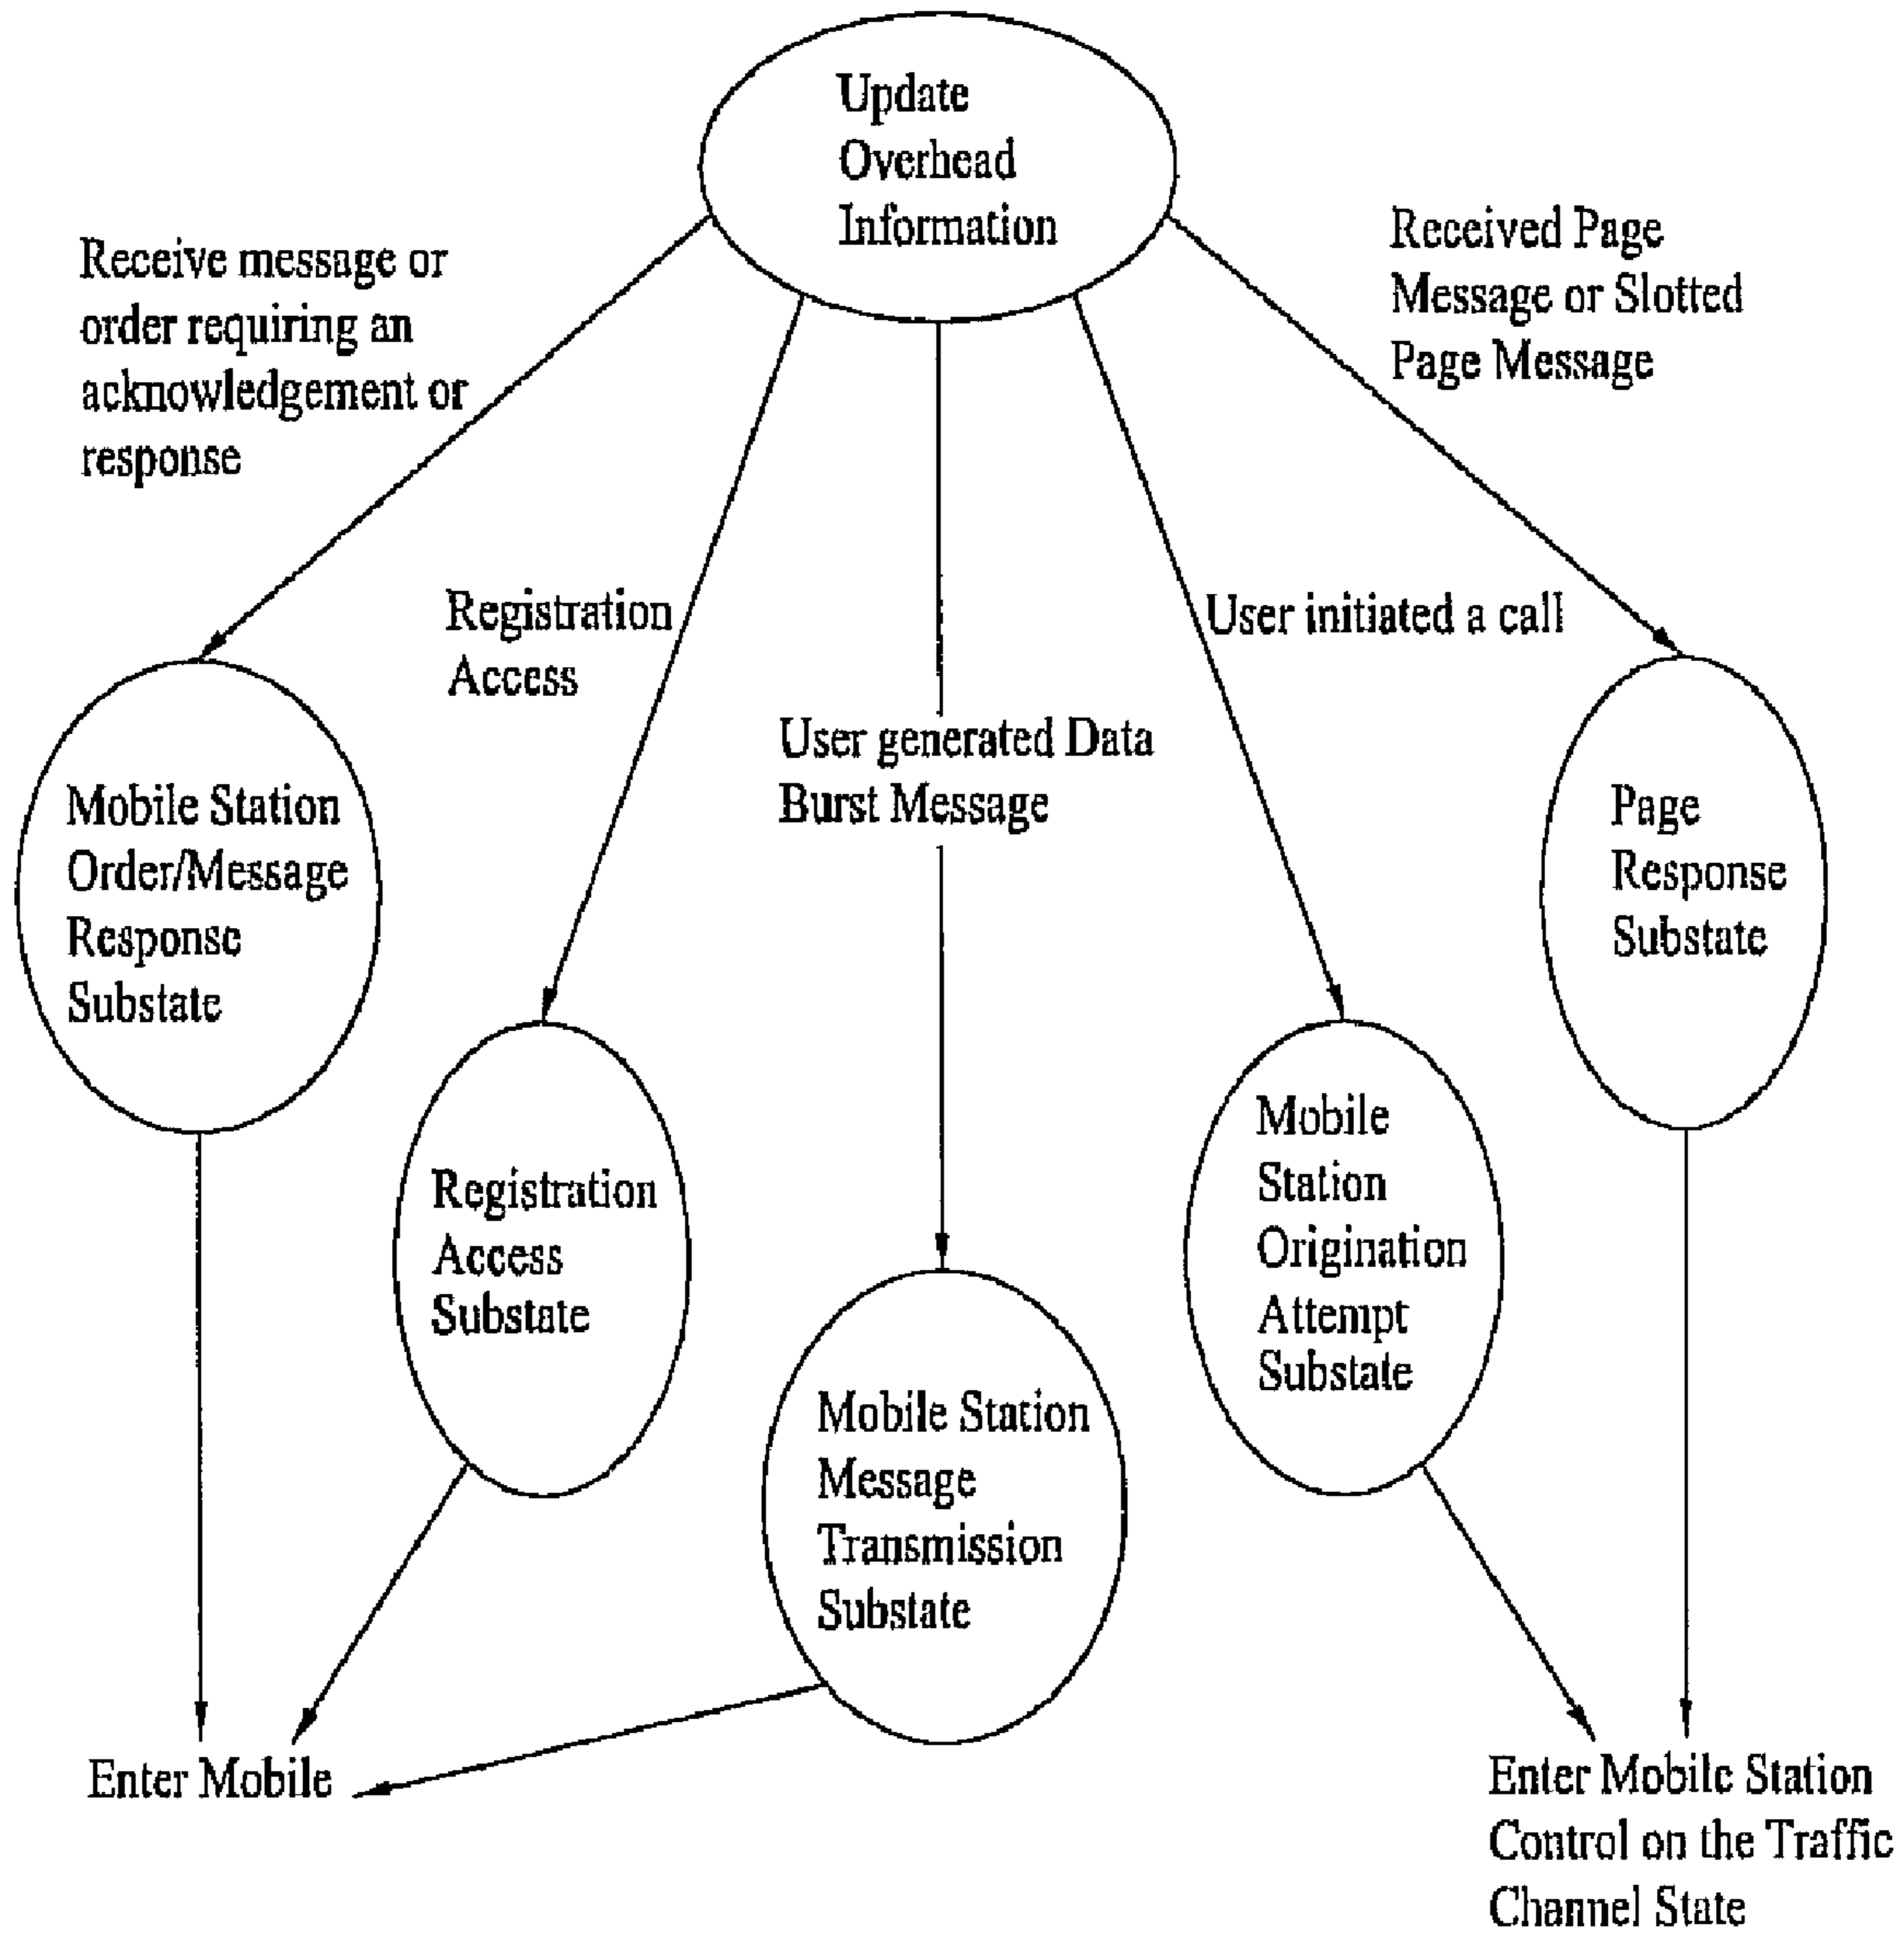 Update
Overhead
Information
Receive message or
order requiring an
acknowledgement or
response
Received Page
Message or Slotted
Page Message
Registration
Access
User generated Data
Burst Message
User initiated a call
Mobile Station
Order/Message
Response
Substate
Registration
Access
Substate
Mobile Station
Message
Transmission
Substate
Mobile
Station
Origination
Attempt
Substate
Page
Response
Substate
Enter Mobile
Enter Mobile Station
Control on the Traffic
Channel State